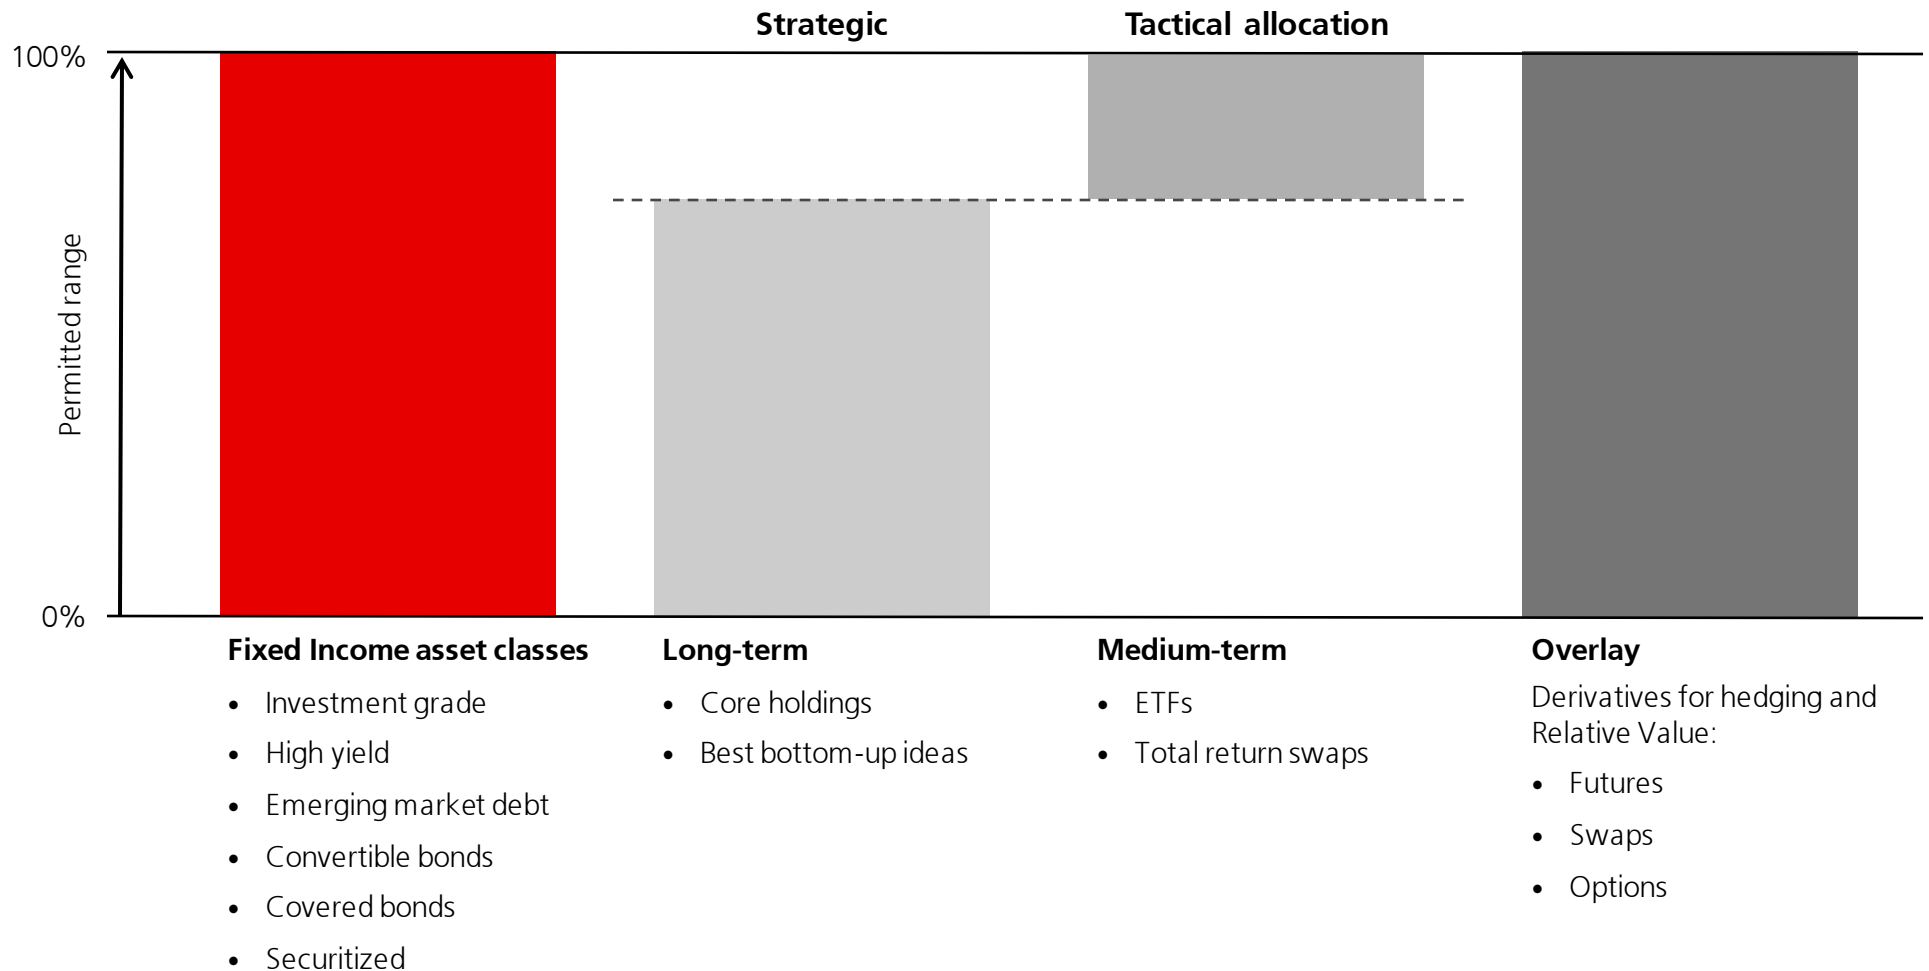 Strategic
Tactical allocation
100%
Permitted range
0%
Fixed Income asset classes
• Investment grade
• High yield
• Emerging market debt
• Convertible bonds
• Covered bonds
• Securitized
Long-term
• Core holdings
• Best bottom-up ideas
Medium-term
• ETFs
• Total return swaps
Overlay
Derivatives for hedging and
Relative Value:
• Futures
• Swaps
• Options